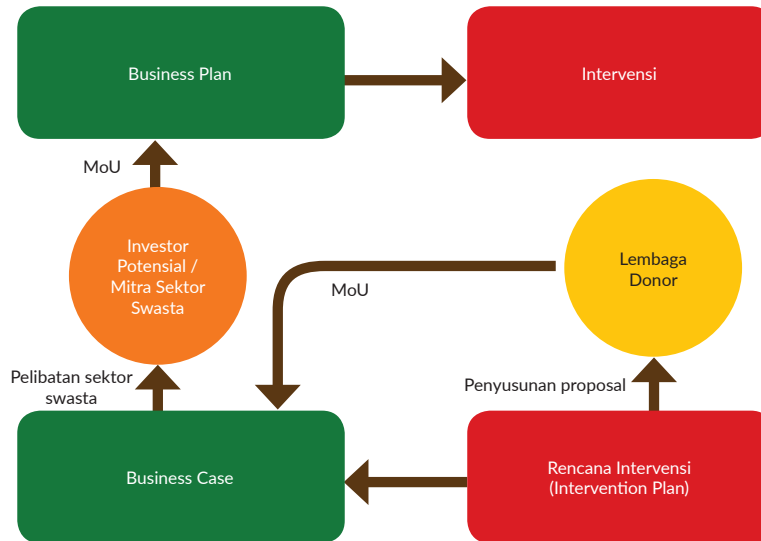 Business Plan
Intervensi
MoU
Investor
Potensial /
Mitra Sektor
Swasta
Lembaga
Donor
MoU
Pelibatan sektor
swasta
Penyusunan proposal
Business Case
Rencana Intervensi
(Intervention Plan)